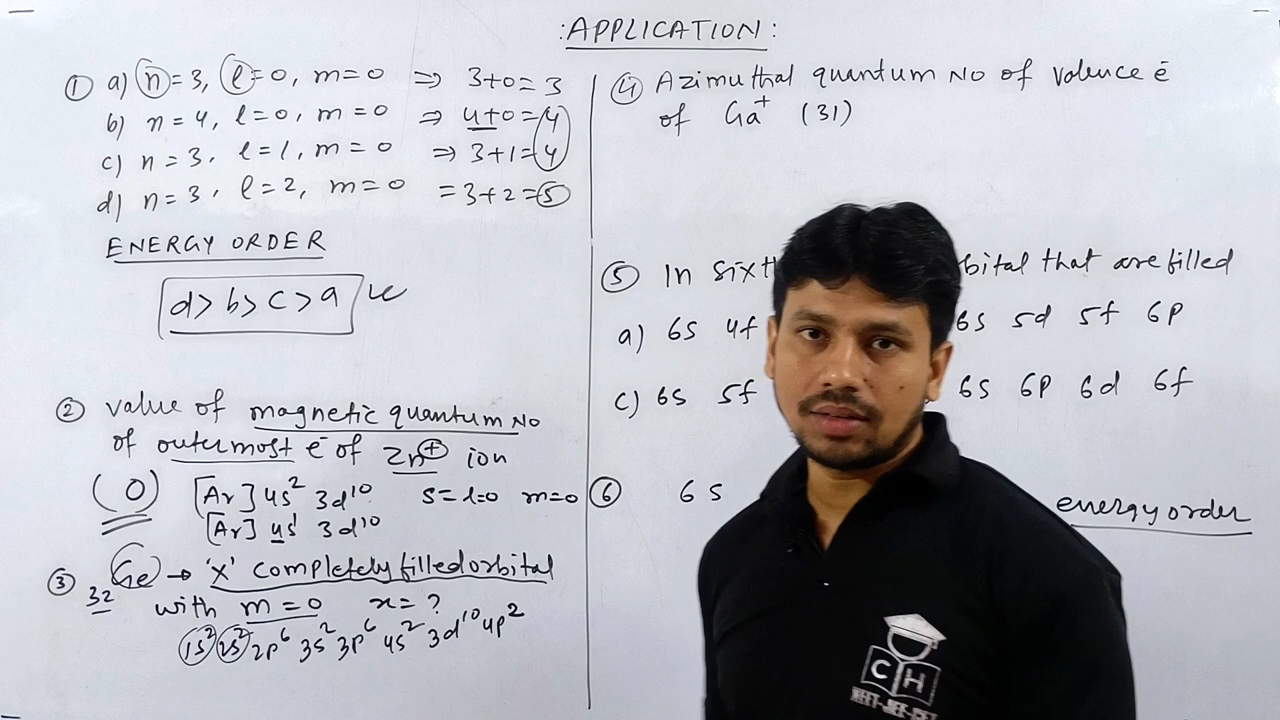 :APPLICATION:
① a) n=3, l=0, m=0 ⇒ 3+0=3
b) n=4, l=0, m=0 ⇒ 4+0=4
c) n=3, l=1, m=0 ⇒ 3+1=4
d) n=3, l=2, m=0 =3+2=5
ENERGY ORDER
d>b>c>a
② value of magnetic quantum No
of outermost ē of Zn⁺ ion
(0) [Ar] 4s² 3d¹⁰ s=l=0 m=0
[Ar] 4s¹ 3d¹⁰
③ ₃₂Ge → 'x' completely filled orbital
with m=0 x=?
1s² 2s² 2p⁶ 3s² 3p⁶ 4s² 3d¹⁰ 4p²
④ Azimuthal quantum No of valence ē
of Ga⁺ (31)
⑤ In sixth bital that are filled
a) 6s 4f 6s 5d 5f 6p
c) 6s 5f 6s 6p 6d 6f
⑥ 6s energy order
C H
NEET-JEE-CET